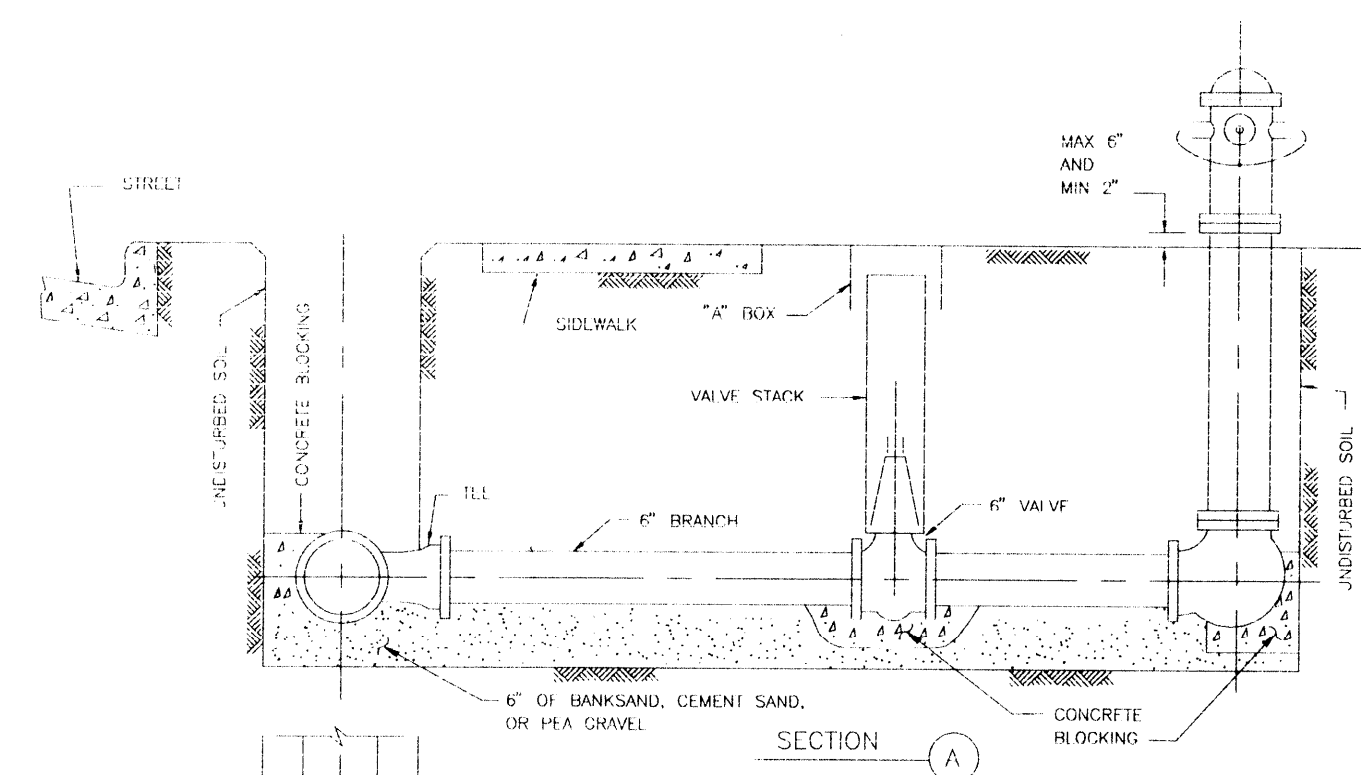 STREET
MAX 6"
AND
MIN 2"
UNDISTURBED SOIL
CONCRETE BLOCKING
SIDEWALK
"A" BOX
VALVE STACK
UNDISTURBED SOIL
TEE
6" BRANCH
6" VALVE
6" OF BANKSAND, CEMENT SAND,
OR PEA GRAVEL
CONCRETE
BLOCKING
SECTION
A